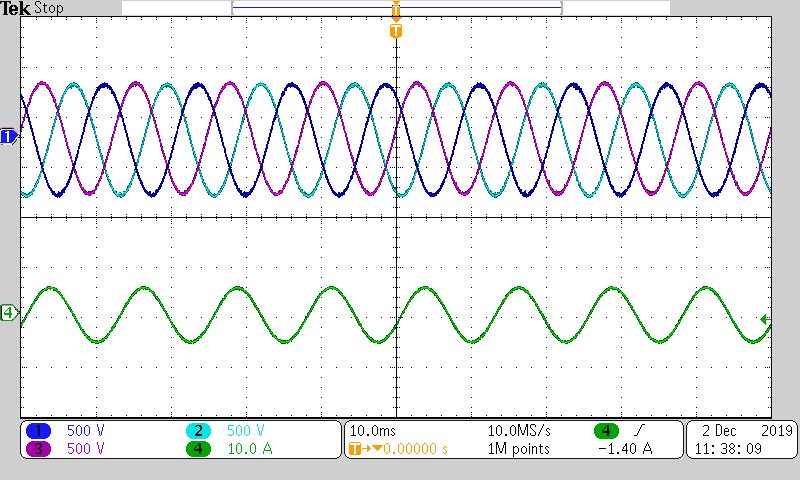 Tek Stop
T
T
1
4
1 500 V 2 500 V
3 500 V 4 10.0 A
10.0ms 10.0MS/s 4
T 0.00000 s 1M points -1.40 A
2 Dec 2019
11:38:09